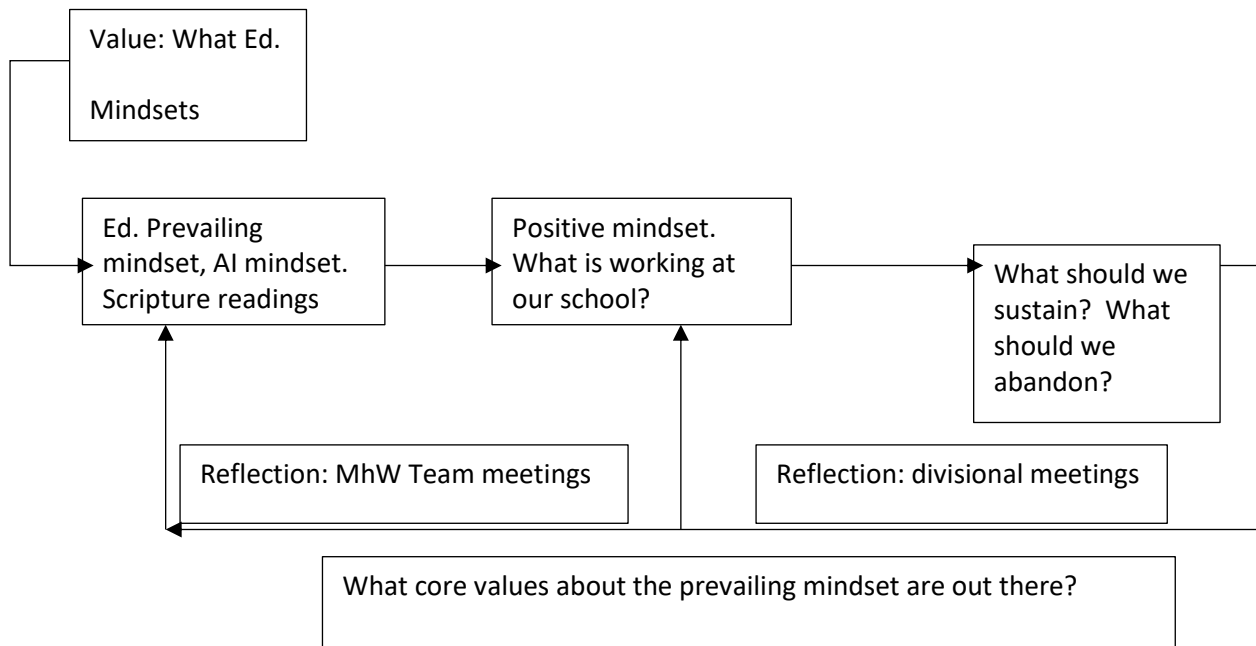 Value: What Ed.
Mindsets
Ed. Prevailing
mindset, AI mindset.
Scripture readings
Positive mindset.
What is working at
our school?
What should we
sustain?  What
should we
abandon?
Reflection: MhW Team meetings
Reflection: divisional meetings
What core values about the prevailing mindset are out there?